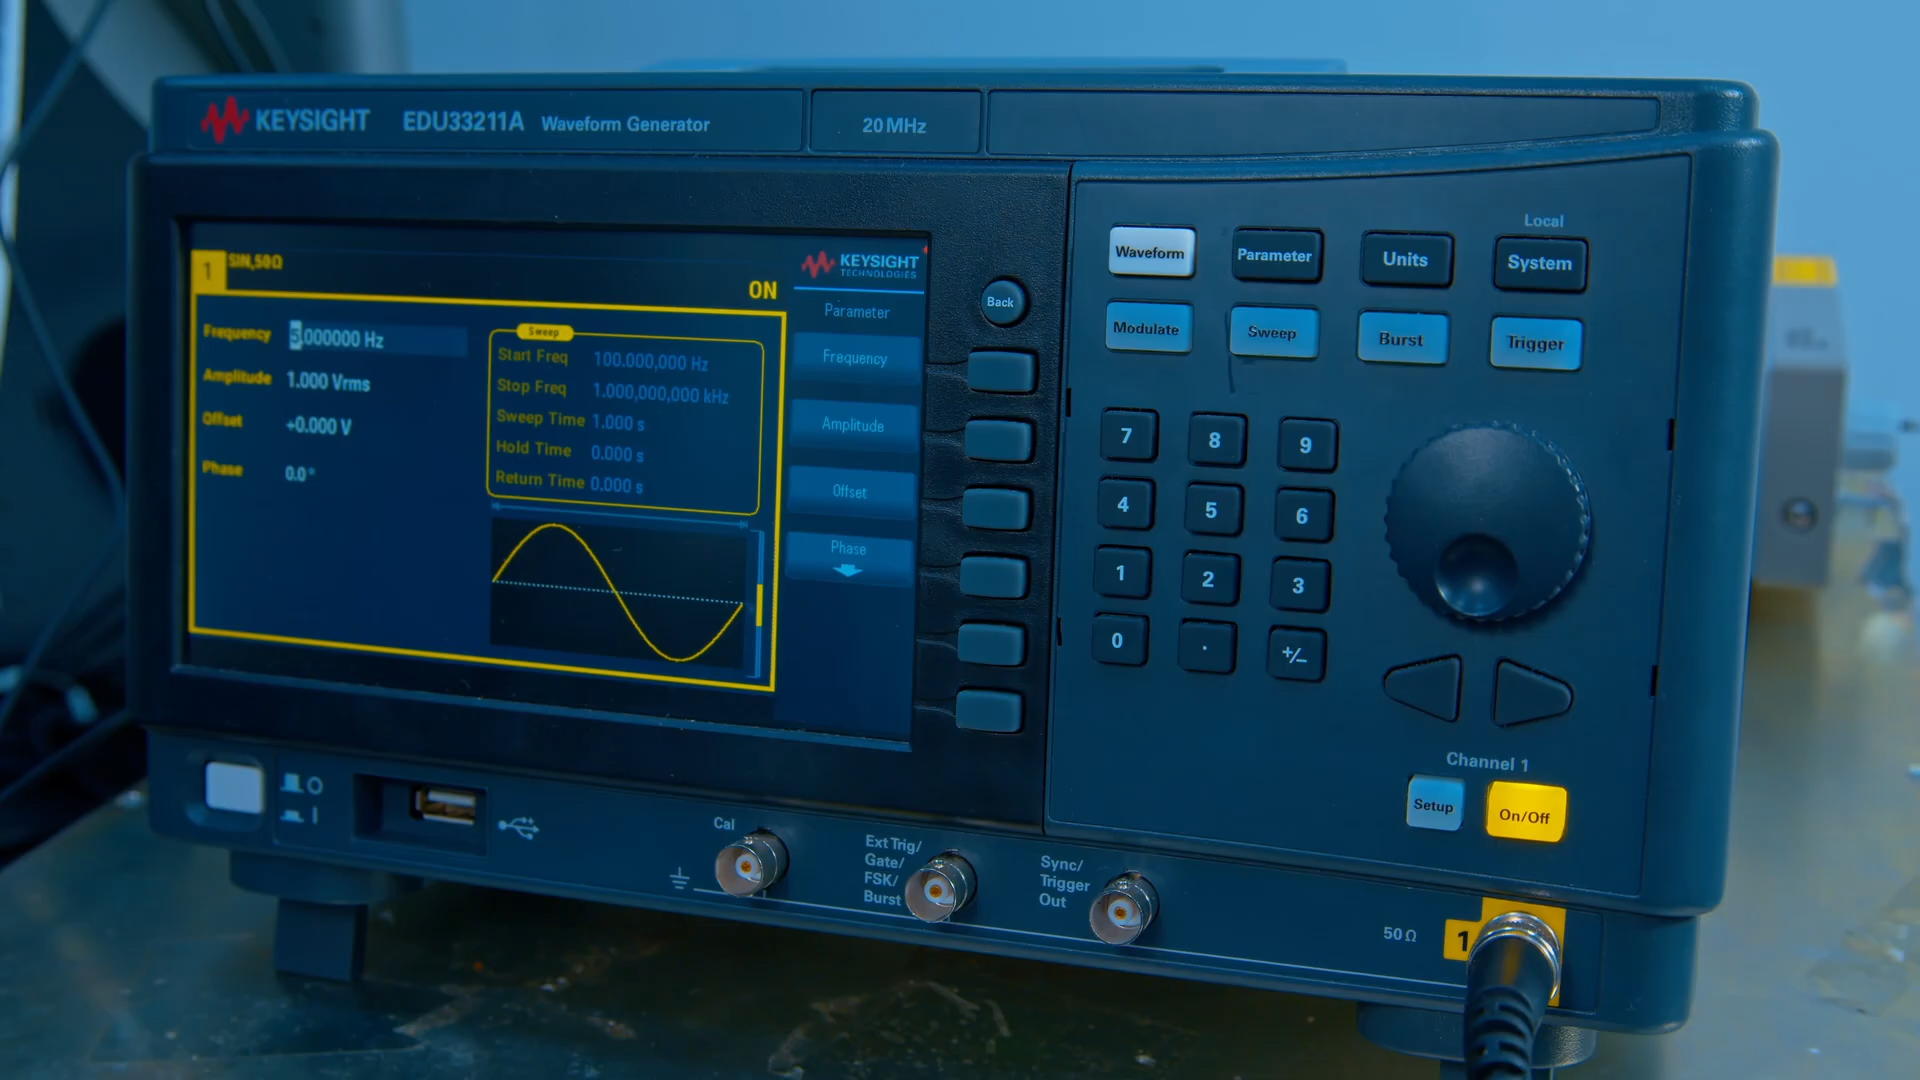 KEYSIGHT EDU33211A Waveform Generator 20 MHz
1 SIN,50Ω
ON
KEYSIGHT
TECHNOLOGIES
Parameter
Frequency 5.000000 Hz
Amplitude 1.000 Vrms
Offset +0.000 V
Phase 0.0°
Sweep
Start Freq 100.000,000 Hz
Stop Freq 1.000,000,000 kHz
Sweep Time 1.000 s
Hold Time 0.000 s
Return Time 0.000 s
Frequency
Amplitude
Offset
Phase
Back
Local
Waveform Parameter Units System
Modulate Sweep Burst Trigger
7 8 9
4 5 6
1 2 3
0 . +/−
Channel 1
Setup On/Off
Cal
Ext Trig/
Gate/
FSK/
Burst
Sync/
Trigger
Out
50 Ω 1